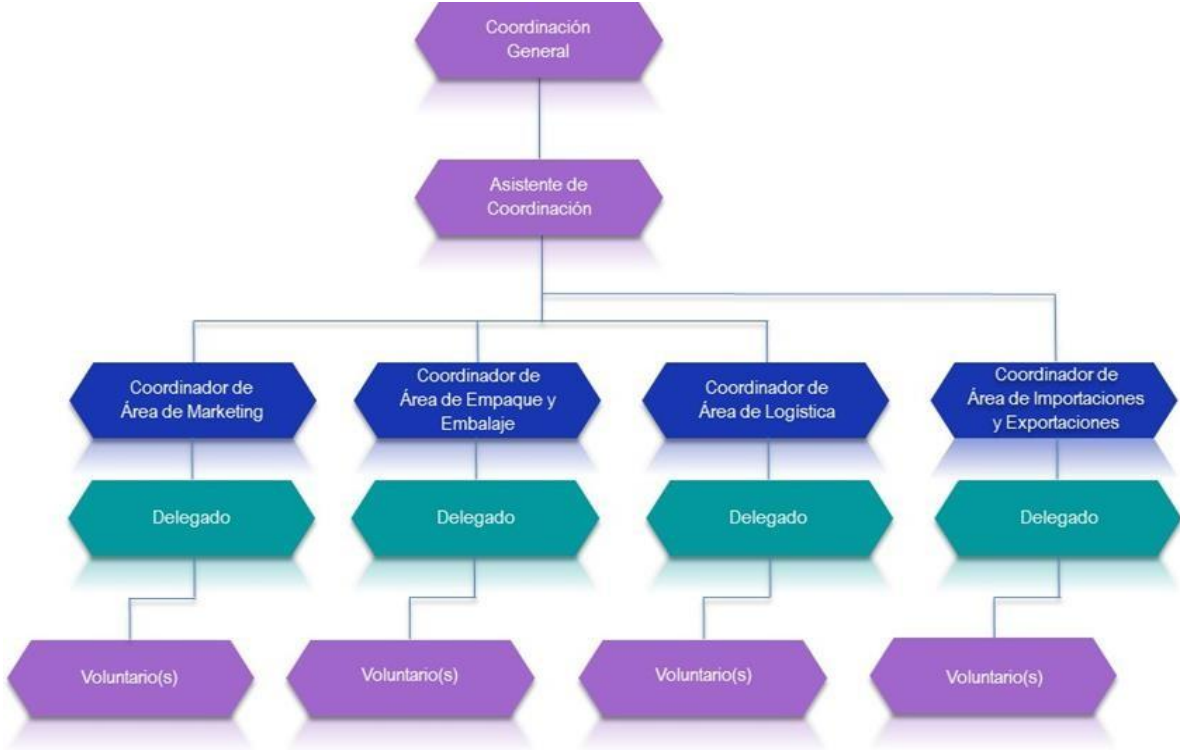 Coordinación
General
Asistente de
Coordinación
Coordinador de
Área de Marketing
Coordinador de
Área de Empaque y
Embalaje
Coordinador de
Área de Logística
Coordinador de
Área de Importaciones
y Exportaciones
Delegado
Delegado
Delegado
Delegado
Voluntario(s)
Voluntario(s)
Voluntario(s)
Voluntario(s)